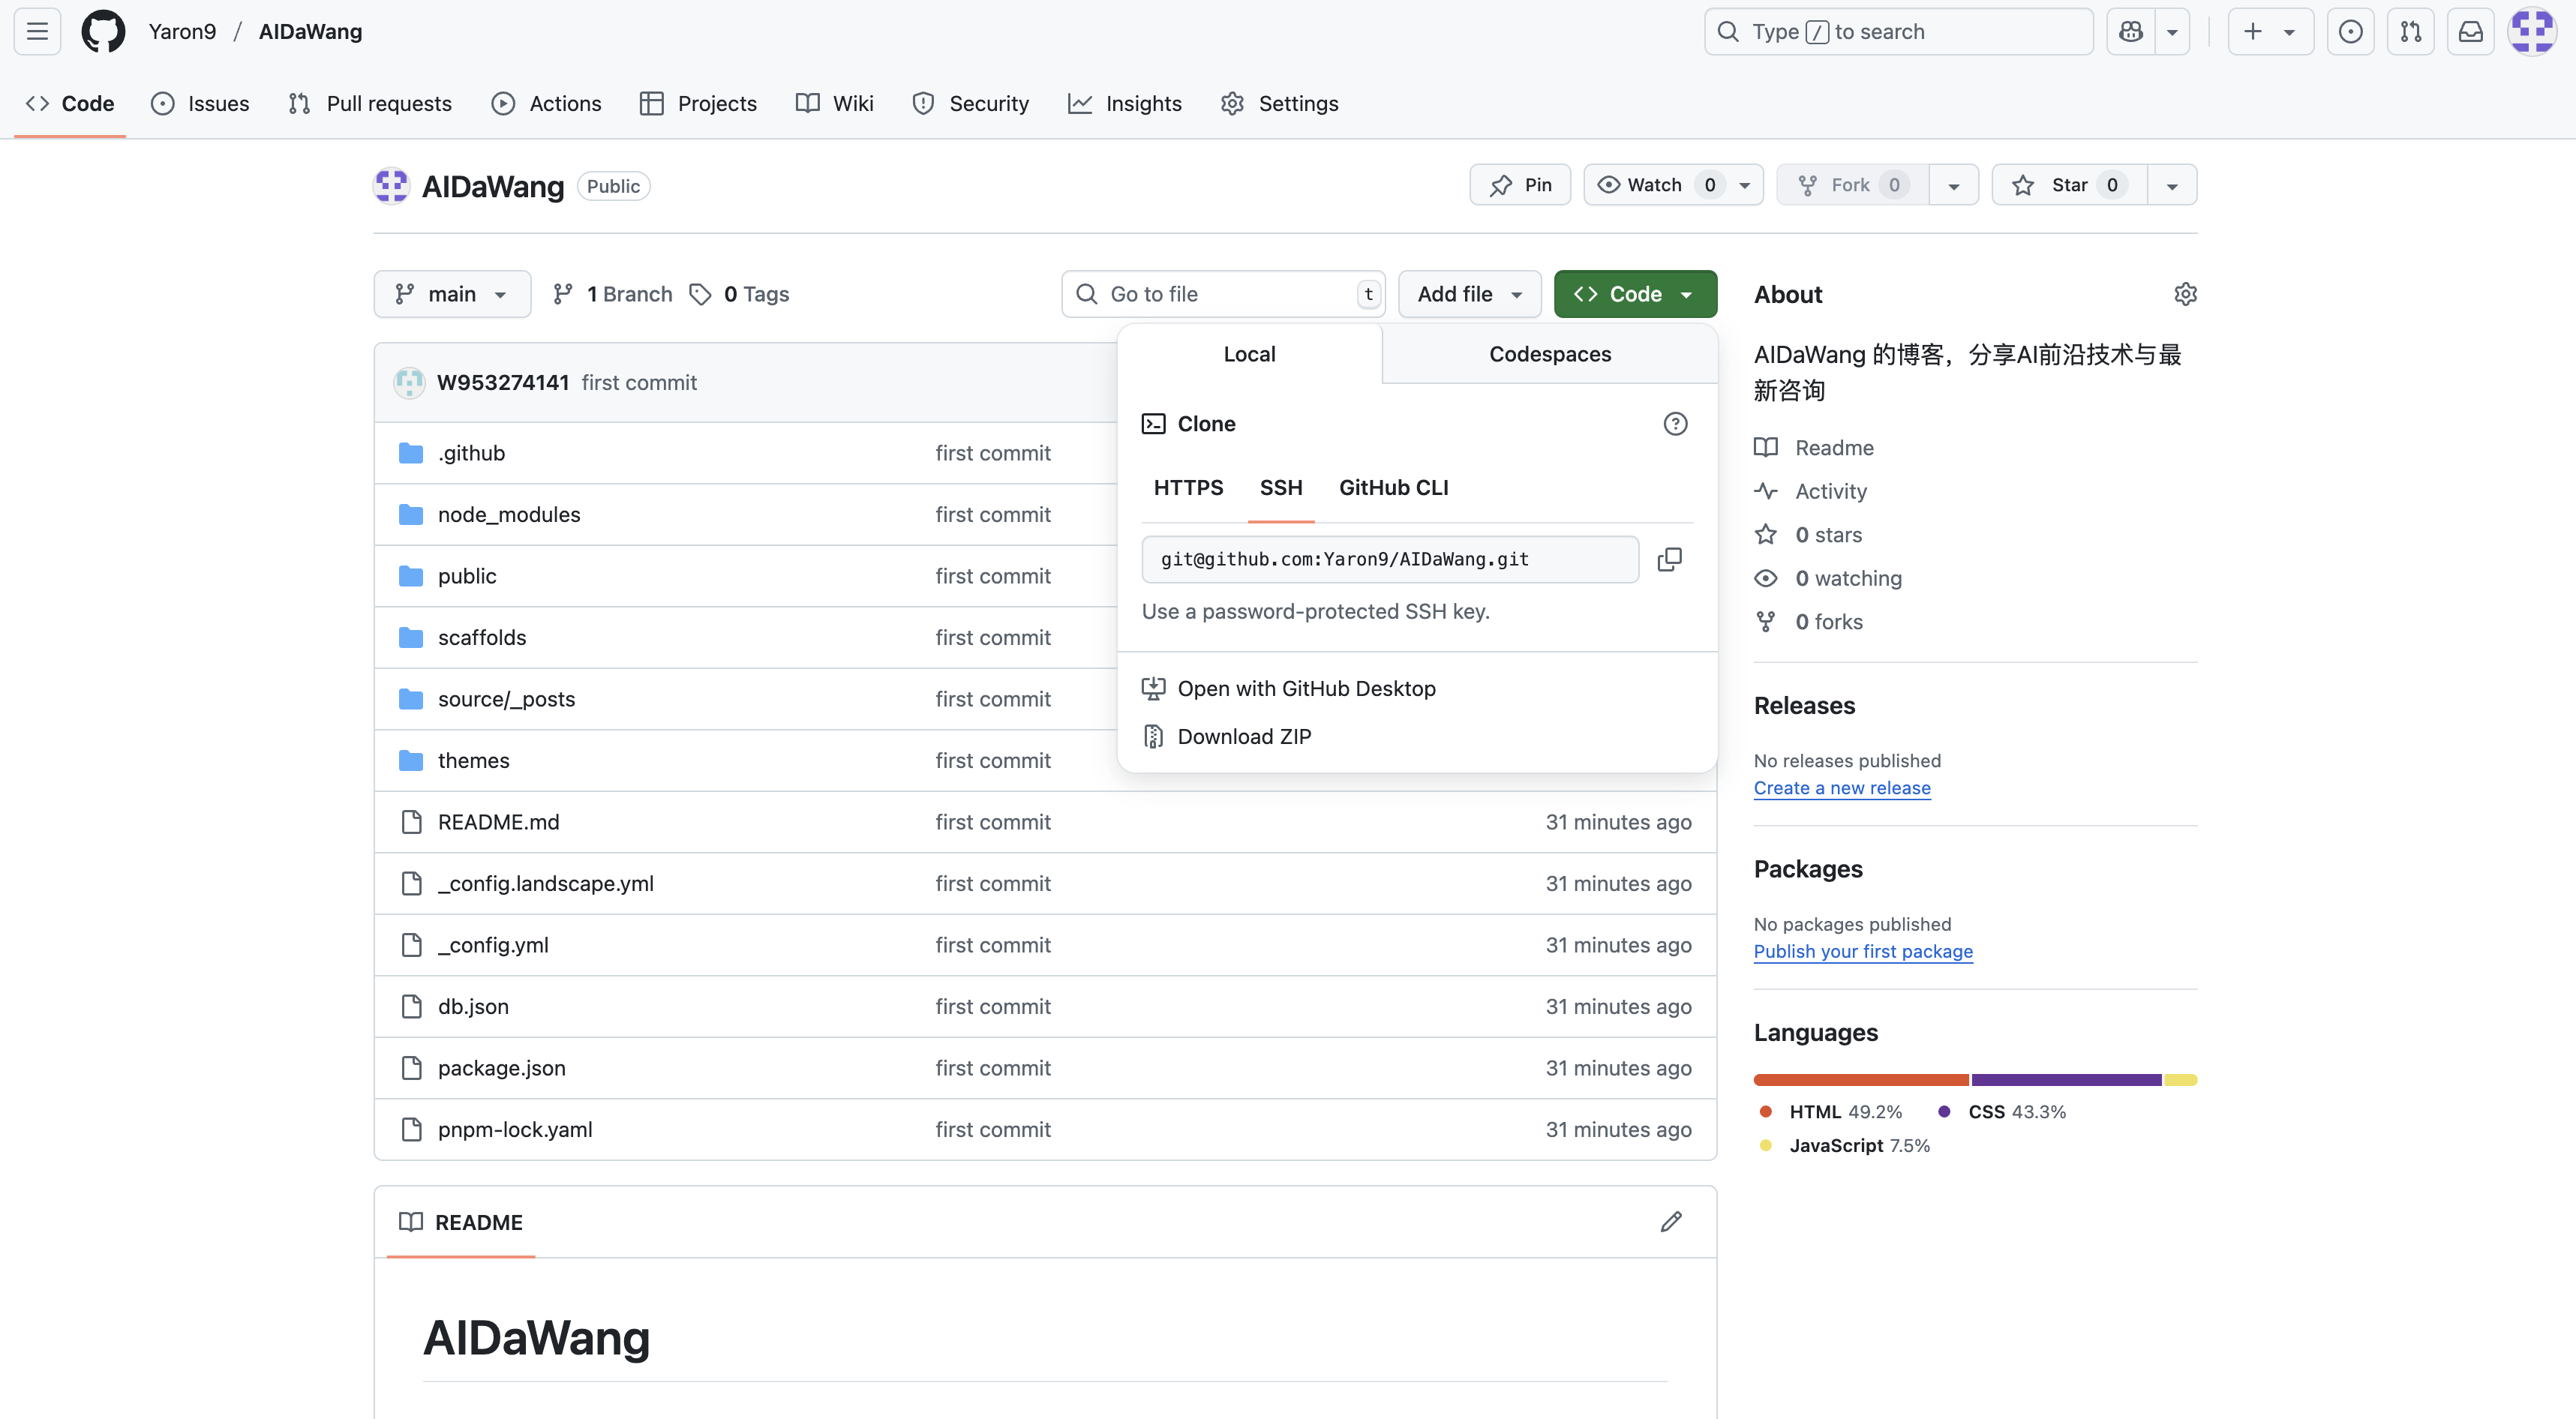 Yaron9 / AIDaWang
Type / to search
Code
Issues
Pull requests
Actions
Projects
Wiki
Security
Insights
Settings
AIDaWang Public
Pin
Watch 0
Fork 0
Star 0
main
1 Branch
0 Tags
Go to file t
Add file
Code
W953274141 first commit
.github first commit
node_modules first commit
public first commit
scaffolds first commit
source/_posts first commit
themes first commit
README.md first commit 31 minutes ago
_config.landscape.yml first commit 31 minutes ago
_config.yml first commit 31 minutes ago
db.json first commit 31 minutes ago
package.json first commit 31 minutes ago
pnpm-lock.yaml first commit 31 minutes ago
Local
Codespaces
Clone
HTTPS SSH GitHub CLI
git@github.com:Yaron9/AIDaWang.git
Use a password-protected SSH key.
Open with GitHub Desktop
Download ZIP
README
AIDaWang
About
AIDaWang 的博客，分享AI前沿技术与最
新咨询
Readme
Activity
0 stars
0 watching
0 forks
Releases
No releases published
Create a new release
Packages
No packages published
Publish your first package
Languages
HTML 49.2% CSS 43.3%
JavaScript 7.5%